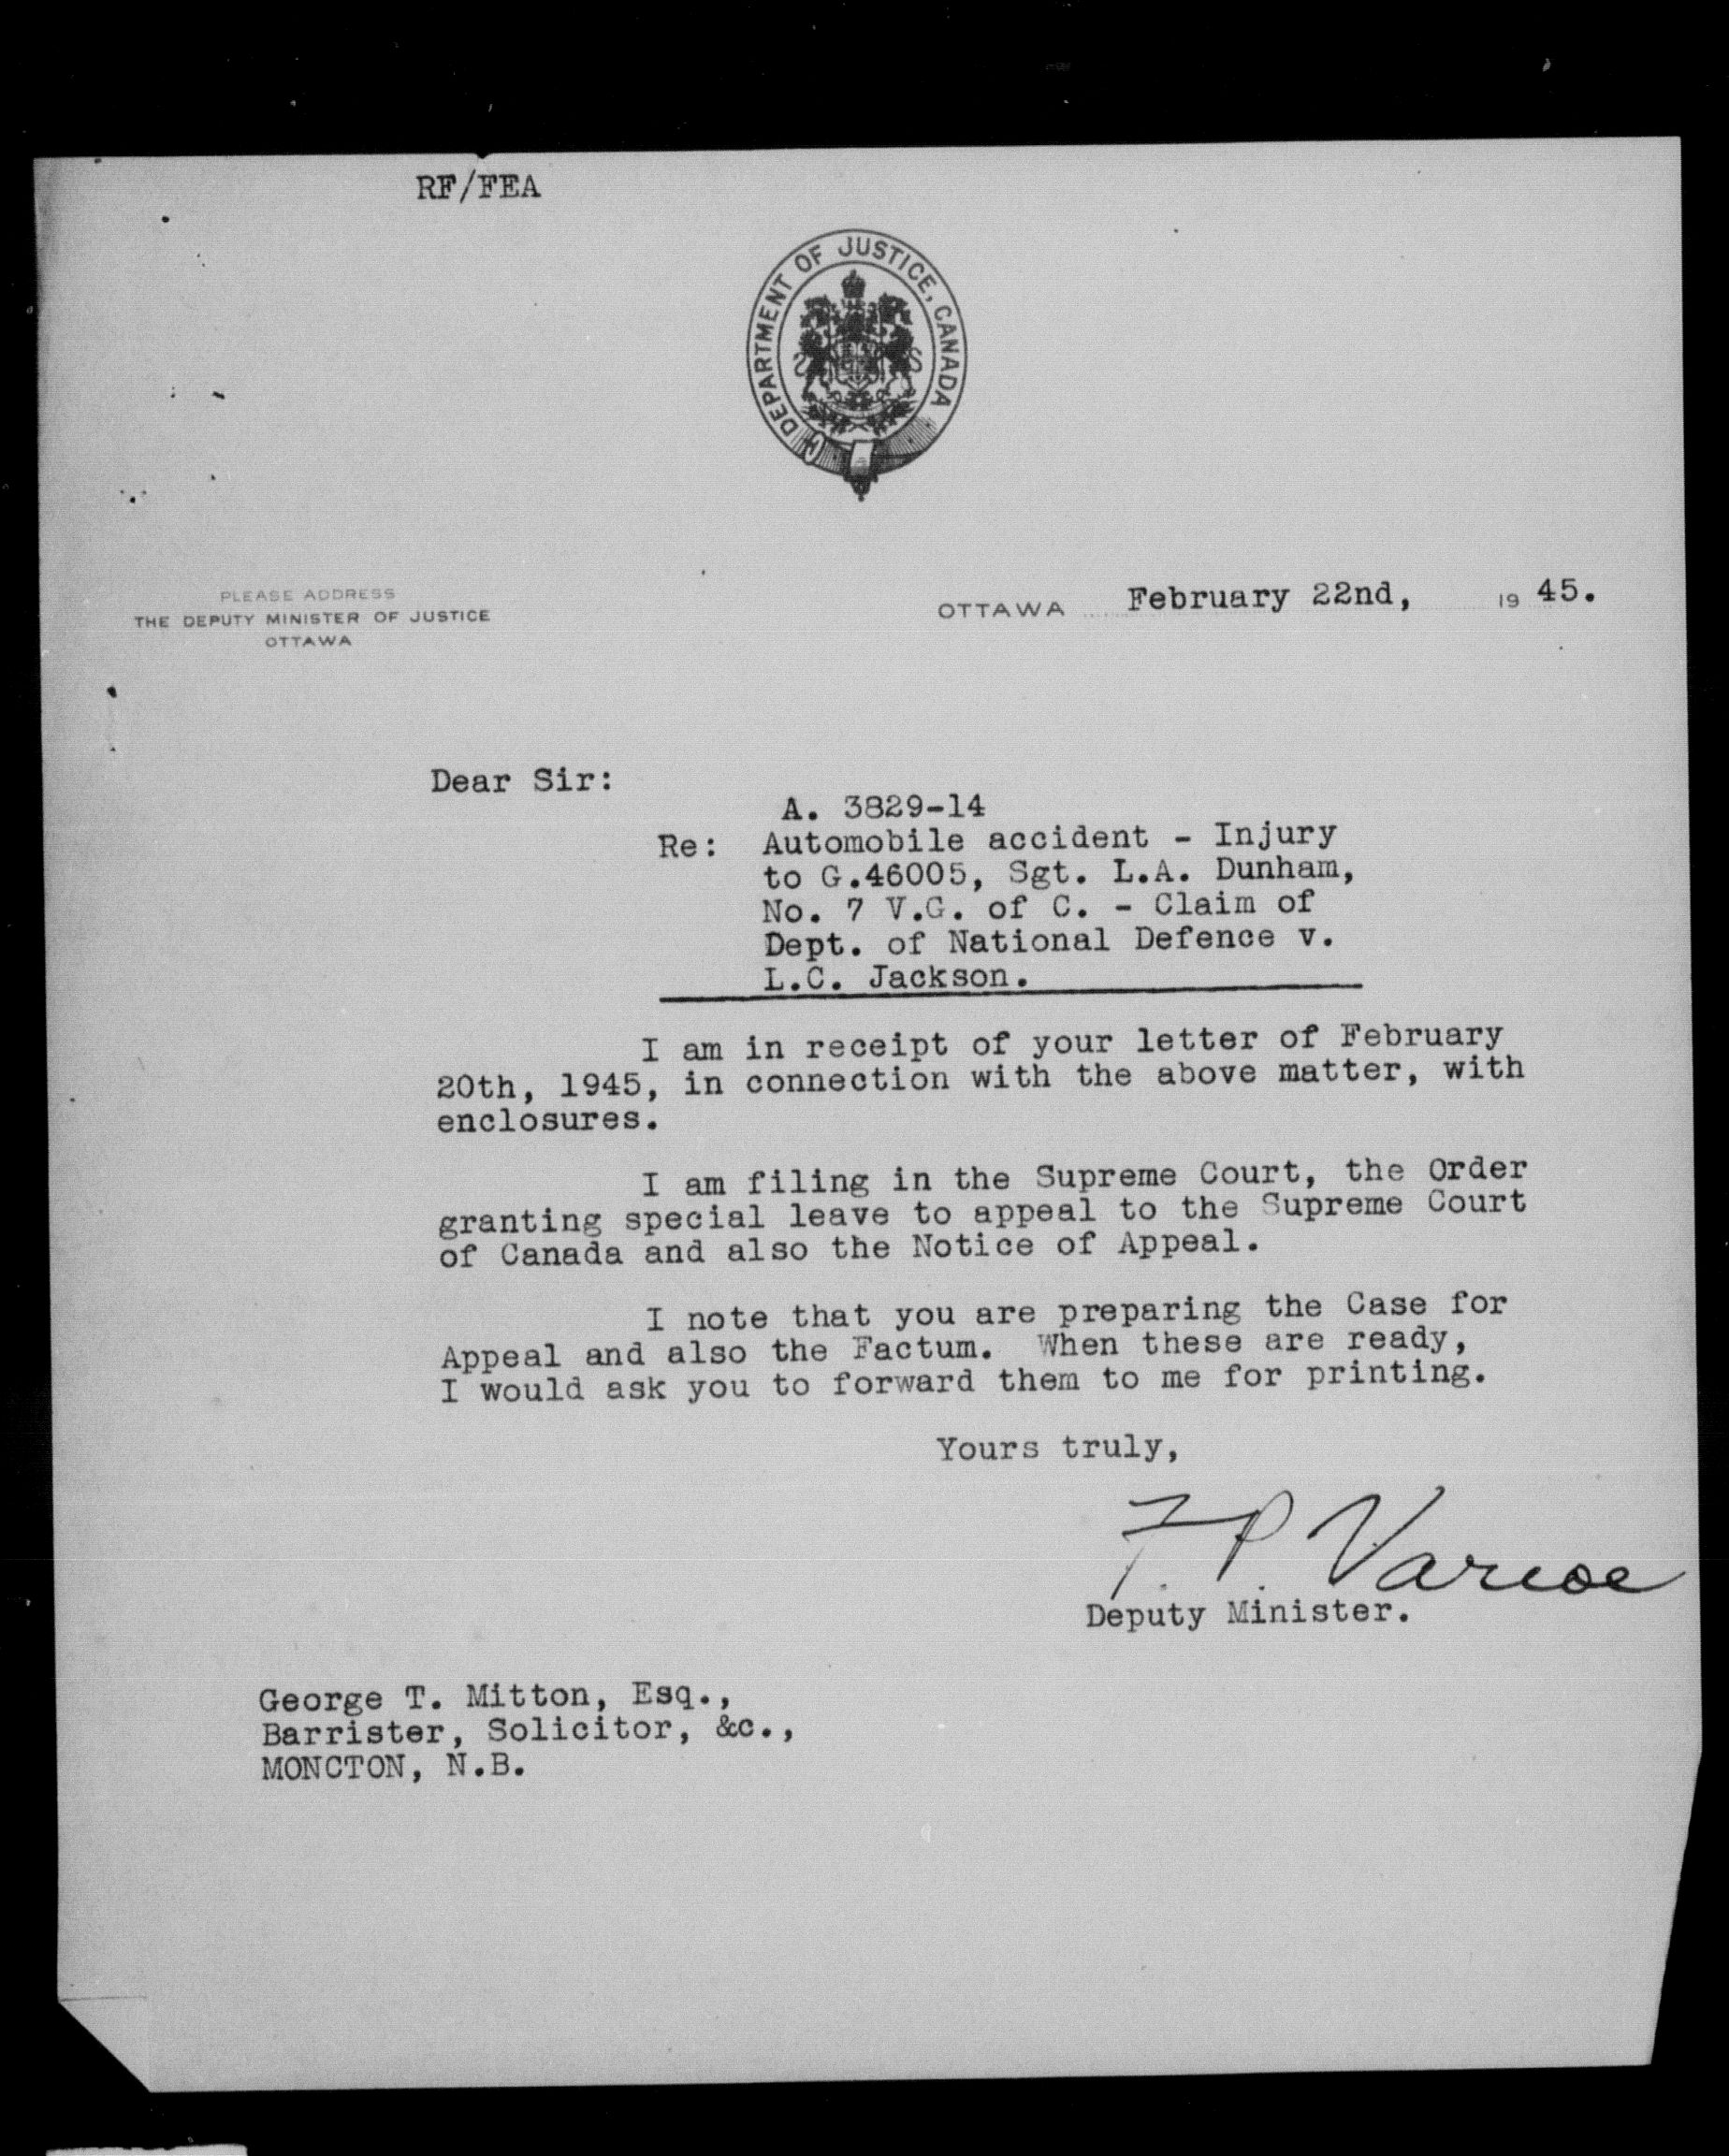 RF/FEA
DEPARTMENT OF JUSTICE, CANADA
PLEASE ADDRESS
THE DEPUTY MINISTER OF JUSTICE
OTTAWA
OTTAWA February 22nd, 19 45.
Dear Sir:
A. 3829-14
Re: Automobile accident - Injury
to G.46005, Sgt. L.A. Dunham,
No. 7 V.G. of C. - Claim of
Dept. of National Defence v.
L.C. Jackson.
I am in receipt of your letter of February
20th, 1945, in connection with the above matter, with
enclosures.
I am filing in the Supreme Court, the Order
granting special leave to appeal to the Supreme Court
of Canada and also the Notice of Appeal.
I note that you are preparing the Case for
Appeal and also the Factum. When these are ready,
I would ask you to forward them to me for printing.
Yours truly,
F.P. Varcoe
Deputy Minister.
George T. Mitton, Esq.,
Barrister, Solicitor, &c.,
MONCTON, N.B.